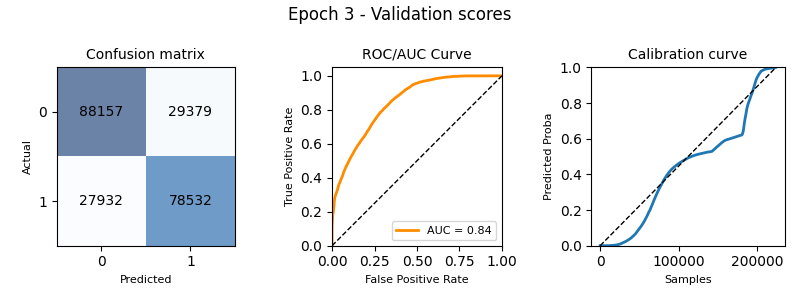 Epoch 3 - Validation scores
Confusion matrix
Actual
0
1
88157
29379
27932
78532
0
1
Predicted
ROC/AUC Curve
True Positive Rate
1.0
0.8
0.6
0.4
0.2
0.0
AUC = 0.84
0.00
0.25
0.50
0.75
1.00
False Positive Rate
Calibration curve
Predicted Proba
1.0
0.8
0.6
0.4
0.2
0.0
0
100000
200000
Samples